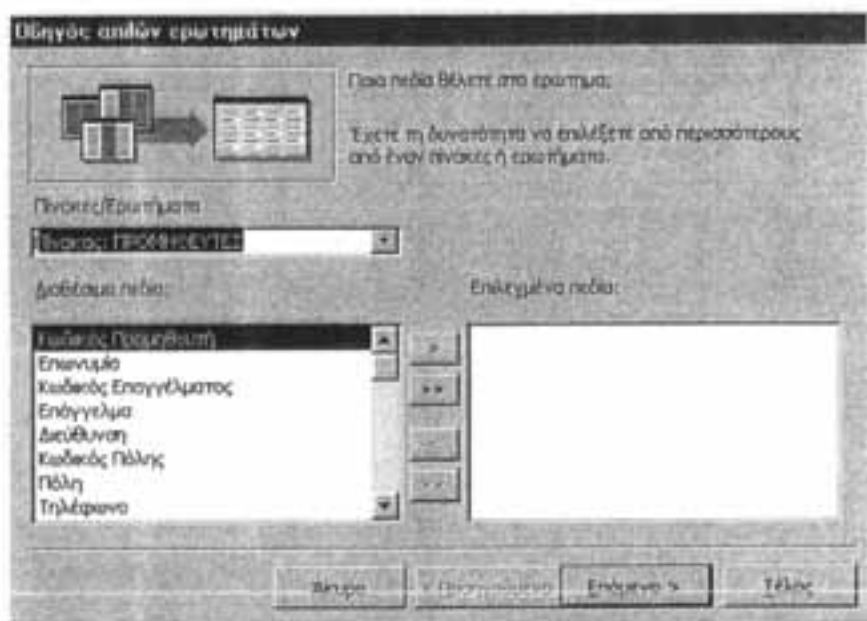 Οδηγός απλών ερωτημάτων
Ποια πεδία θέλετε στο ερώτημα;
Έχετε τη δυνατότητα να επιλέξετε από περισσότερους
από έναν πίνακες ή ερωτήματα.
Πίνακες/Ερωτήματα
Πίνακας: ΠΡΟΜΗΘΕΥΤΕΣ
Διαθέσιμα πεδία:
Επιλεγμένα πεδία:
Κωδικός Προμηθευτή
Επωνυμία
Κωδικός Επαγγέλματος
Επάγγελμα
Διεύθυνση
Κωδικός Πόλης
Πόλη
Τηλέφωνο
>
>>
<
<<
Άκυρο
< Προηγούμενο
Επόμενο >
Τέλος